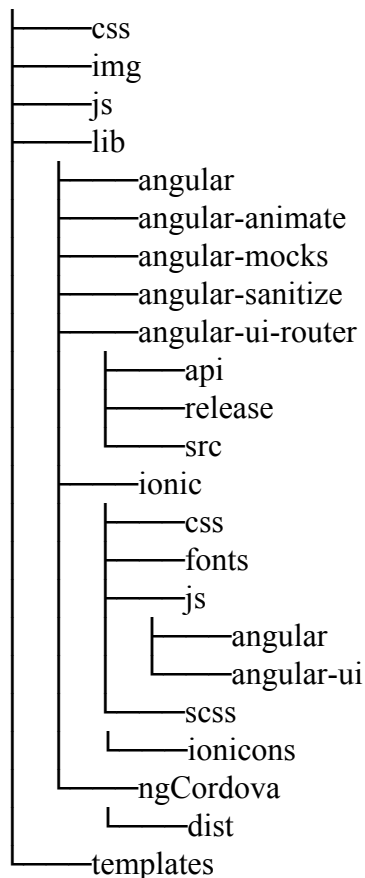 css
img
js
lib
angular
angular-animate
angular-mocks
angular-sanitize
angular-ui-router
api
release
src
ionic
css
fonts
js
angular
angular-ui
scss
ionicons
ngCordova
dist
templates